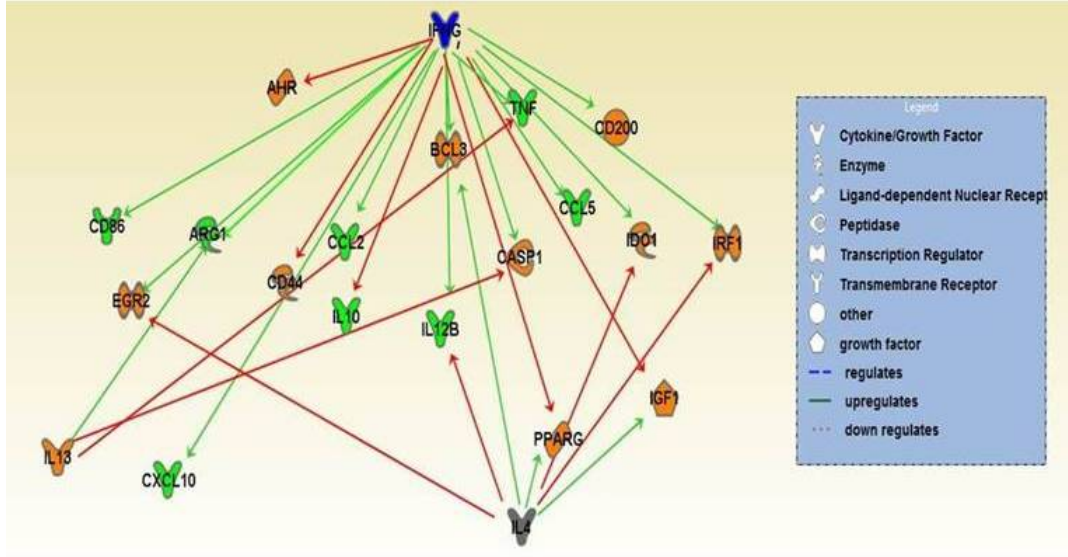 IFNG
AHR
TNF
CD200
BCL3
CD86
ARG1
CCL2
CCL5
IDO1
IRF1
CASP1
CD44
EGR2
IL10
IL12B
IGF1
PPARG
IL13
CXCL10
IL4
Legend
Cytokine/Growth Factor
Enzyme
Ligand-dependent Nuclear Recept
Peptidase
Transcription Regulator
Transmembrane Receptor
other
growth factor
regulates
upregulates
down regulates